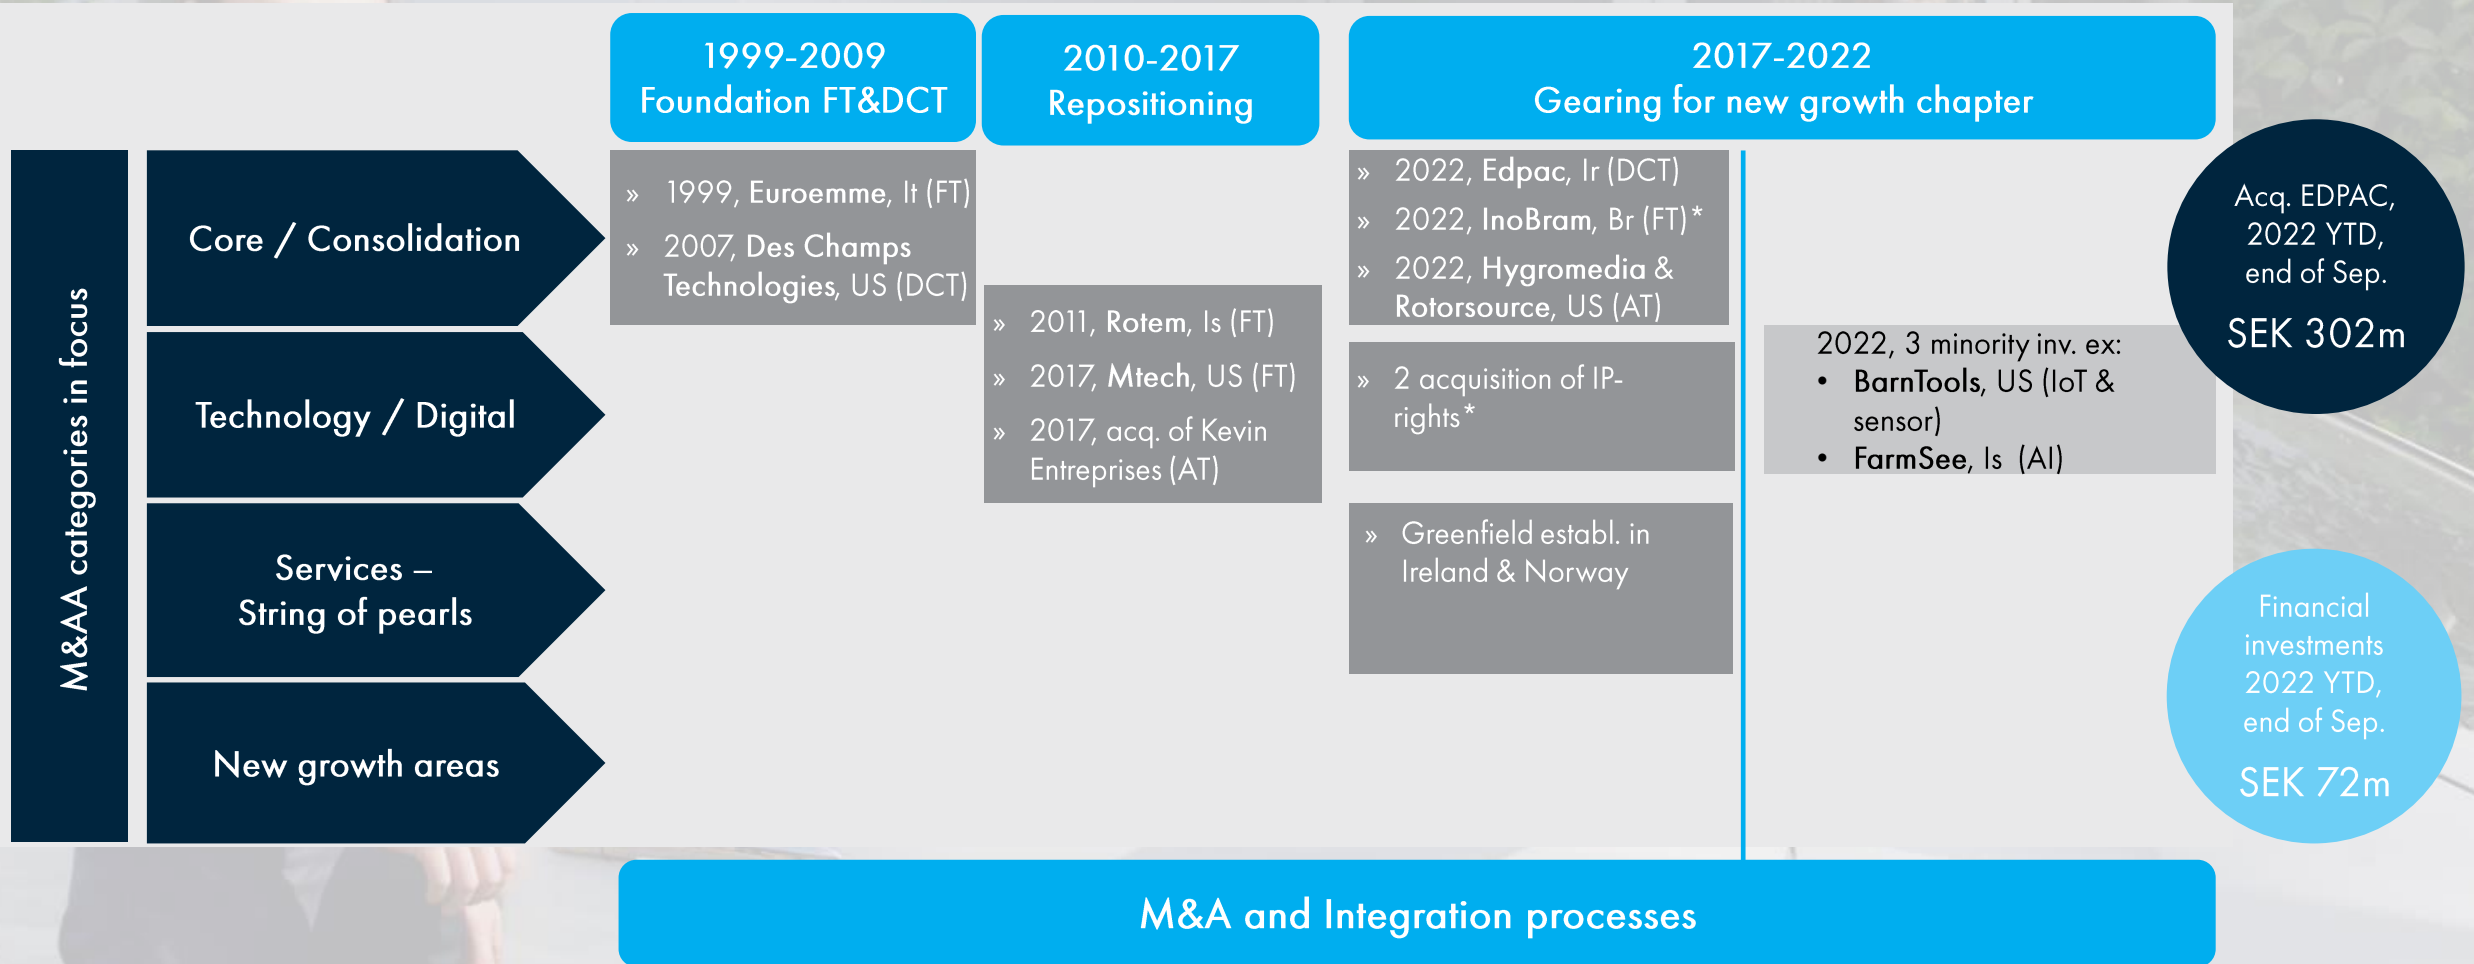 1999-2009
Foundation FT&DCT
2010-2017
Repositioning
2017-2022
Gearing for new growth chapter
M&AA categories in focus
Core / Consolidation
» 1999, Euroemme, It (FT)
» 2007, Des Champs
Technologies, US (DCT)
» 2022, Edpac, Ir (DCT)
» 2022, InoBram, Br (FT)*
» 2022, Hygromedia &
Rotorsource, US (AT)
Technology / Digital
» 2011, Rotem, Is (FT)
» 2017, Mtech, US (FT)
» 2017, acq. of Kevin
Entreprises (AT)
» 2 acquisition of IP-
rights*
2022, 3 minority inv. ex:
• BarnTools, US (IoT &
sensor)
• FarmSee, Is (AI)
Services –
String of pearls
» Greenfield establ. in
Ireland & Norway
New growth areas
Acq. EDPAC,
2022 YTD,
end of Sep.
SEK 302m
Financial
investments
2022 YTD,
end of Sep.
SEK 72m
M&A and Integration processes